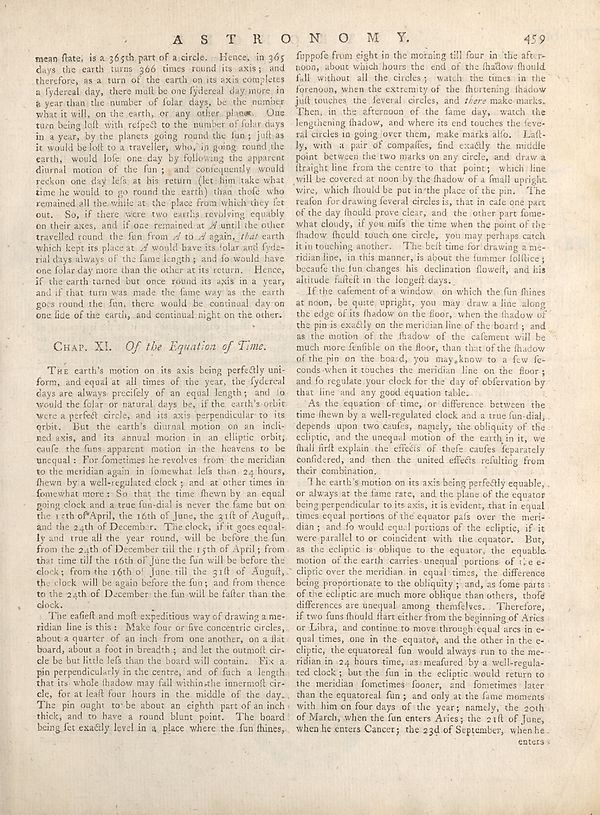 A S T R O N O M Y. 459
mean ſtate, is a 365th part of a circle. Hence, in 365
days the earth turns 366 times round its axis; and
therefore, as a turn of the earth on its axis completes
a ſydereal day, there muſt be one ſydereal day more in
a year than the number of ſolar days, be the number
what it will, on the earth, or any other planet. One
turn being loſt with reſpect to the number of ſolar days
in a year, by the planets going round the ſun; juſt as
it would be loſt to a traveller, who, in going round the
earth, would loſe one day by following the apparent
diurnal motion of the ſun; and conſequently would
reckon one day leſs at his return (let him take what
time he would to go round the earth) than thoſe who
remained all the while at the place from which they ſet
out. So, if there were two earths revolving equably
on their axes, and if one remained at A until the other
travelled round the ſun from A to A again, that earth
which kept its place at A would have its ſolar and ſyde-
rial days always of the ſame length; and ſo would have
one ſolar day more than the other at its return. Hence,
if the earth turned but once round its axis in a year,
and if that turn was made the ſame way as the earth
goes round the ſun, there would be continual day on
one ſide of the earth, and continual night on the other.
CHAP. XI. Of the Equation of Time.
THE earth's motion on its axis being perfectly uni-
form, and equal at all times of the year, the ſydereal
days are always preciſely of an equal length; and ſo
would the ſolar or natural days be, if the earth's orbit
were a perfect circle, and its axis perpendicular to its
orbit. But the earth's diurnal motion on an incli-
ned axis, and its annual motion in an elliptic orbit,
cauſe the ſuns apparent motion in the heavens to be
unequal: For ſometimes he revolves from the meridian
to the meridian again in ſomewhat leſs than 24 hours,
ſhewn by a well-regulated clock; and at other times in
ſomewhat more: So that the time ſhewn by an equal
going clock and a true ſun-dial is never the ſame but on
the 15th of April, the 16th of June, the 31ſt of Auguſt,
and the 24th of December. The clock, if it goes equal-
ly and true all the year round, will be before the ſun
from the 24th of December till the 15th of April; from
that time till the 16th of June the ſun will be before the
clock; from the 16th of June till the 31ſt of Auguſt,
the clock will be again before the ſun; and from thence
to the 24th of December the ſun will be faſter than the
clock.
The eaſieſt and moſt expeditious way of drawing a me-
ridian line is this: Make four or five concentric circles,
about a quarter of an inch from one another, on a flat
board, about a foot in breadth; and let the outmoſt cir-
cle be but little leſs than the board will contain. Fix a
pin perpendicularly in the centre, and of ſuch a length
that its whole ſhadow may fall within the innermoſt cir-
cle, for at leaſt four hours in the middle of the day.
The pin ought to be about an eighth part of an inch
thick, and to have a round blunt point. The board
being ſet exactly level in a place where the ſun ſhines,
ſuppoſe from eight in the morning till four in the after-
noon, about which hours the end of the ſhadow ſhould
fall without all the circles; watch the times in the
forenoon, when the extremity of the ſhortening ſhadow
juſt touches the ſeveral circles, and there make marks.
Then, in the afternoon of the ſame day, watch the
lengthening ſhadow, and where its end touches the ſeve-
ral circles in going over them, make marks alſo. Laſt-
ly, with a pair of compaſſes, find exactly the middle
point between the two marks on any circle, and draw a
ſtraight line from the centre to that point; which line
will be covered at noon by the ſhadow of a ſmall upright
wire, which ſhould be put in the place of the pin. The
reaſon for drawing ſeveral circles is, that in caſe one part
of the day ſhould prove clear, and the other part ſome-
what cloudy, if you miſs the time when the point of the
ſhadow ſhould touch one circle, you may perhaps catch
it in touching another. The beſt time for drawing a me-
ridian line, in this manner, is about the ſummer ſolſtice;
becauſe the ſun changes his declination ſloweſt, and his
altitude faſteſt in the longeſt days.
If the caſement of a window on which the ſun ſhines
at noon, be quite upright, you may draw a line along
the edge of its ſhadow on the floor, when the ſhadow of
the pin is exactly on the meridian line of the board; and
as the motion of the ſhadow of the caſement will be
much more ſenſible on the floor, than that of the ſhadow
of the pin on the board, you may know to a few ſe-
conds when it touches the meridian line on the floor;
and ſo regulate your clock for the day of obſervation by
that line and any good equation table.
As the equation of time, or difference between the
time ſhewn by a well-regulated clock and a true ſun-dial,
depends upon two cauſes, namely, the obliquity of the
ecliptic, and the unequal motion of the earth in it, we
ſhall firſt explain the effects of theſe cauſes ſeparately
conſidered, and then the united effects reſulting from
their combination.
The earth's motion on its axis being perfectly equable,
or always at the ſame rate, and the plane of the equator
being perpendicular to its axis, it is evident, that in equal
times equal portions of the equator paſs over the meri-
dian; and ſo would equal portions of the ecliptic, if it
were parallel to or coincident with the equator. But,
as the ecliptic is oblique to the equator, the equable
motion of the earth carries unequal portions of the e-
cliptic over the meridian in equal times, the difference
being proportionate to the obliquity; and, as ſome parts
of the ecliptic are much more oblique than others, thoſe
differences are unequal among themſelves. Therefore,
if two ſuns ſhould ſtart either from the beginning of Aries
or Libra, and continue to move through equal arcs in e-
qual times, one in the equator, and the other in the e-
cliptic, the equatoreal ſun would always run to the me-
ridian in 24 hours time, as meaſured by a well-regula-
ted clock; but the ſun in the ecliptic would return to
the meridian ſometimes ſooner, and ſometimes later
than the equatoreal ſun; and only at the ſame moments
with him on four days of the year; namely, the 20th
of March, when the ſun enters Aries; the 21ſt of June,
when he enters Cancer; the 23d of September, when he
enters